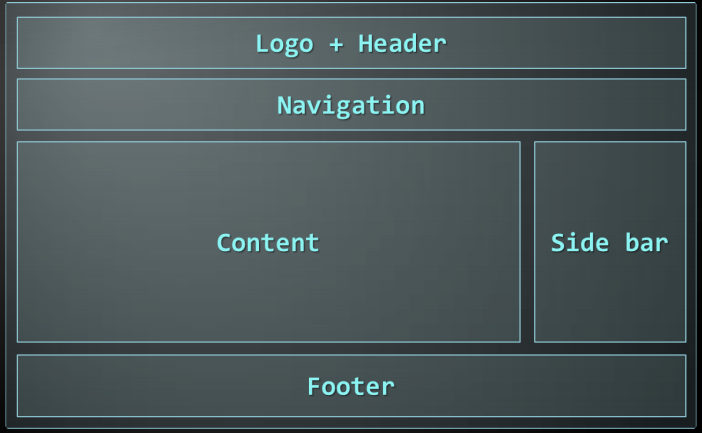 Logo + Header
Navigation
Content
Side bar
Footer